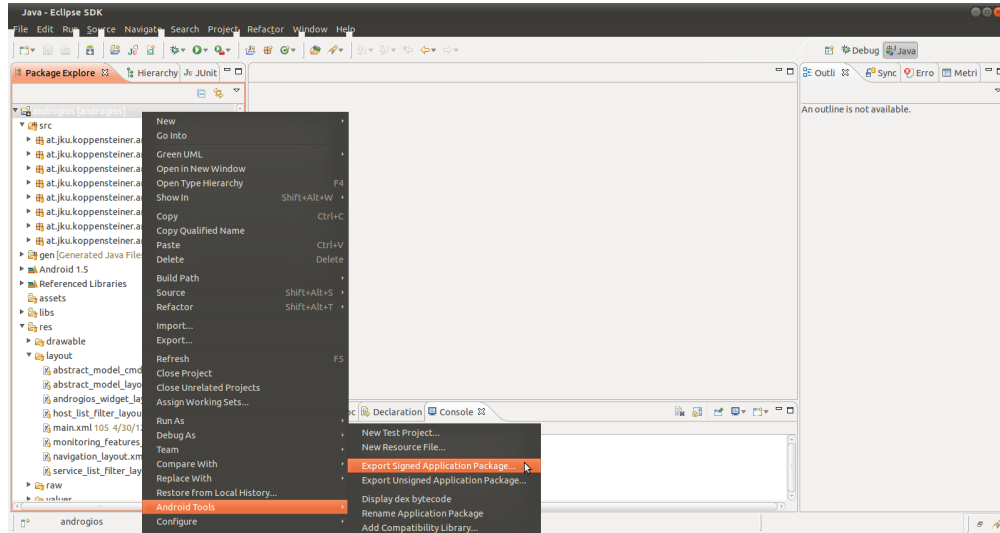 Java - Eclipse SDK
File Edit Run Source Navigate Search Project Refactor Window Help
Debug Java
Package Explore Hierarchy JUnit
Outli Sync Erro Metri
androgios [androgios]
An outline is not available.
src
at.jku.koppensteiner.a
at.jku.koppensteiner.a
at.jku.koppensteiner.a
at.jku.koppensteiner.a
at.jku.koppensteiner.a
at.jku.koppensteiner.a
at.jku.koppensteiner.a
at.jku.koppensteiner.a
gen [Generated Java File
Android 1.5
Referenced Libraries
assets
libs
res
drawable
layout
abstract_model_cmd
abstract_model_layo
androgios_widget_la
host_list_filter_layou
main.xml 105 4/30/1
monitoring_features_
navigation_layout.xm
service_list_filter_lay
raw
values
New
Go Into
Green UML
Open in New Window
Open Type Hierarchy F4
Show In Shift+Alt+W
Copy Ctrl+C
Copy Qualified Name
Paste Ctrl+V
Delete Delete
Build Path
Source Shift+Alt+S
Refactor Shift+Alt+T
Import...
Export...
Refresh F5
Close Project
Close Unrelated Projects
Assign Working Sets...
Run As
Debug As
Team
Compare With
Replace With
Restore from Local History...
Android Tools
Configure
oc Declaration Console
New Test Project...
New Resource File...
Export Signed Application Package...
Export Unsigned Application Package...
Display dex bytecode
Rename Application Package
Add Compatibility Library...
androgios